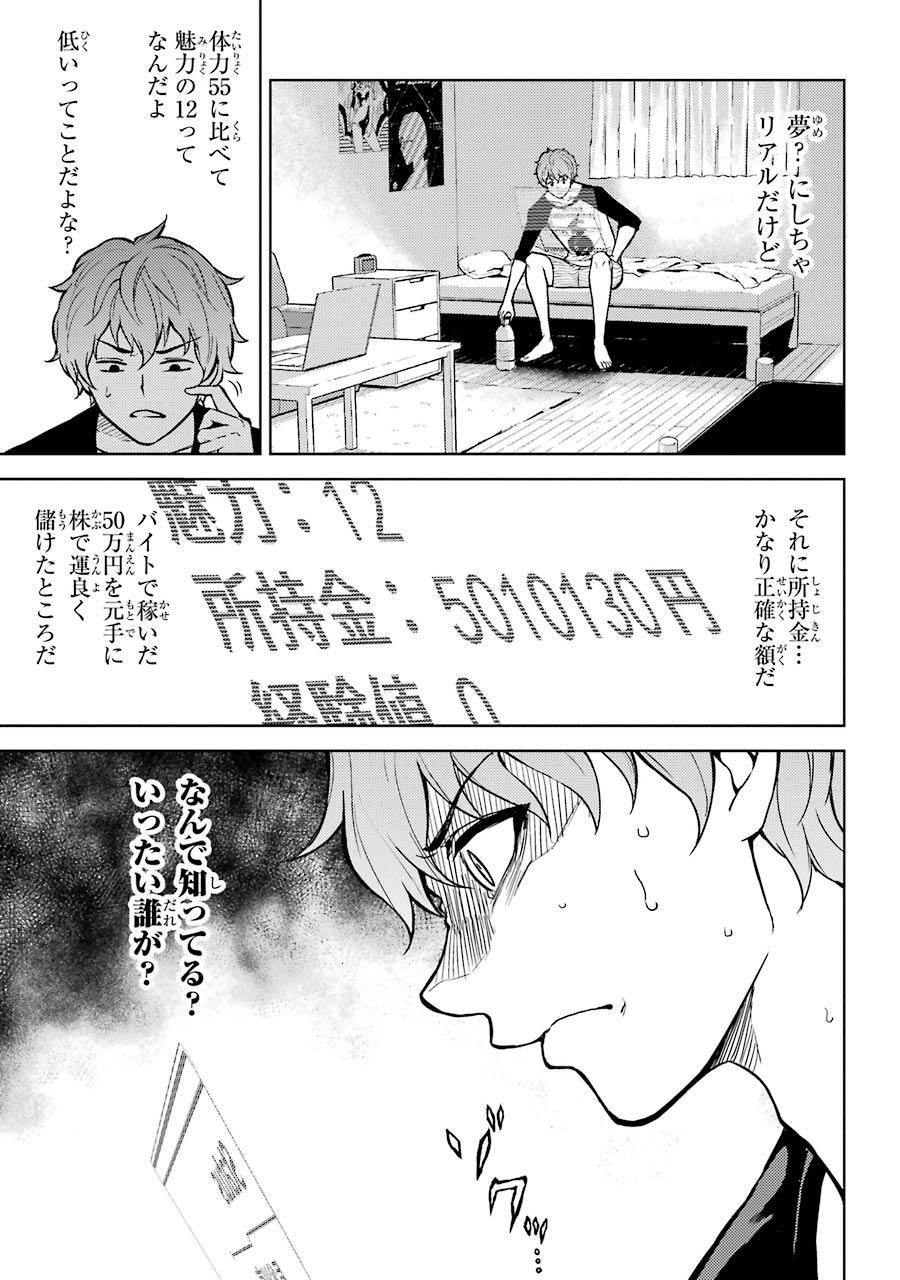 夢?にしちゃ
リアルだけど
体力55に比べて
魅力の12って
なんだよ
低いってことだよな?
それに所持金…
かなり正確な額だ
魅力:12
所持金:5010130円
経験値 0
バイトで稼いだ
50万円を元手に
株で運良く
儲けたところだ
なんで知ってる?
いったい誰が?